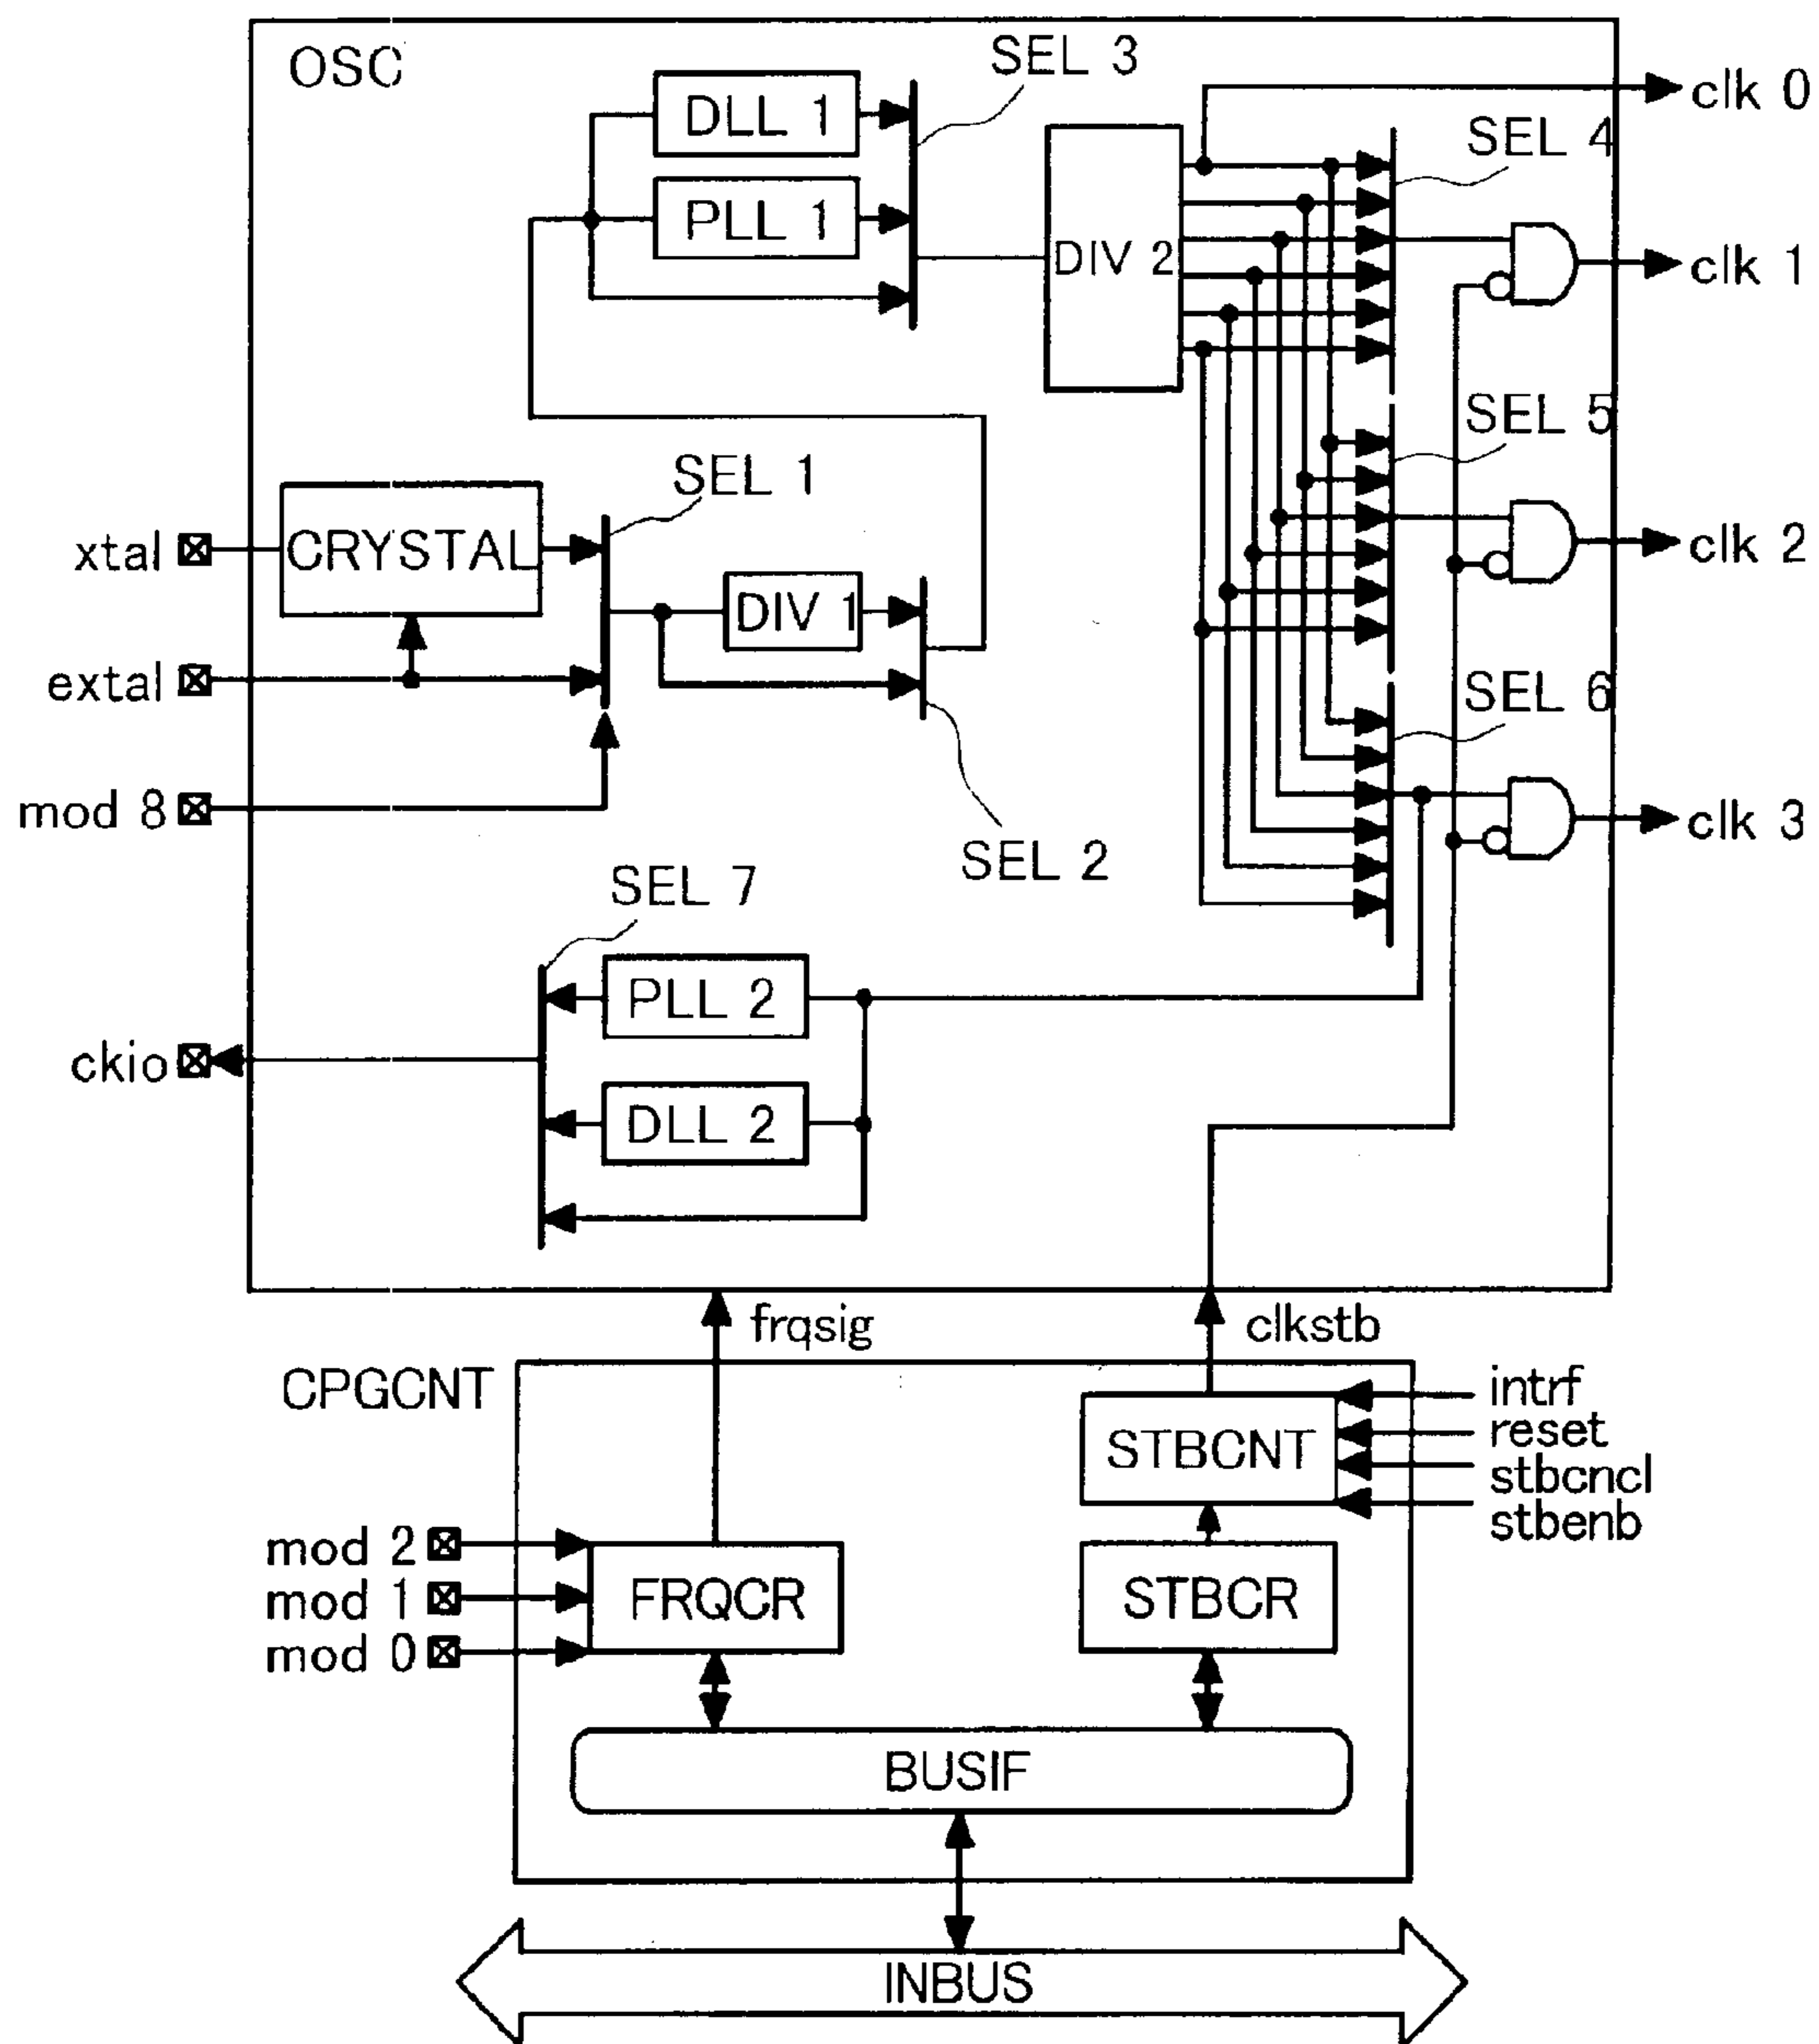 OSC
SEL 3
clk 0
DLL 1
SEL 4
PLL 1
DIV 2
clk 1
SEL 5
SEL 1
xtal
CRYSTAL
clk 2
DIV 1
extal
SEL 6
mod 8
clk 3
SEL 2
SEL 7
PLL 2
ckio
DLL 2
frqsig
clkstb
CPGCNT
intrf
STBCNT
reset
stbcncl
stbenb
mod 2
mod 1
FRQCR
STBCR
mod 0
BUSIF
INBUS